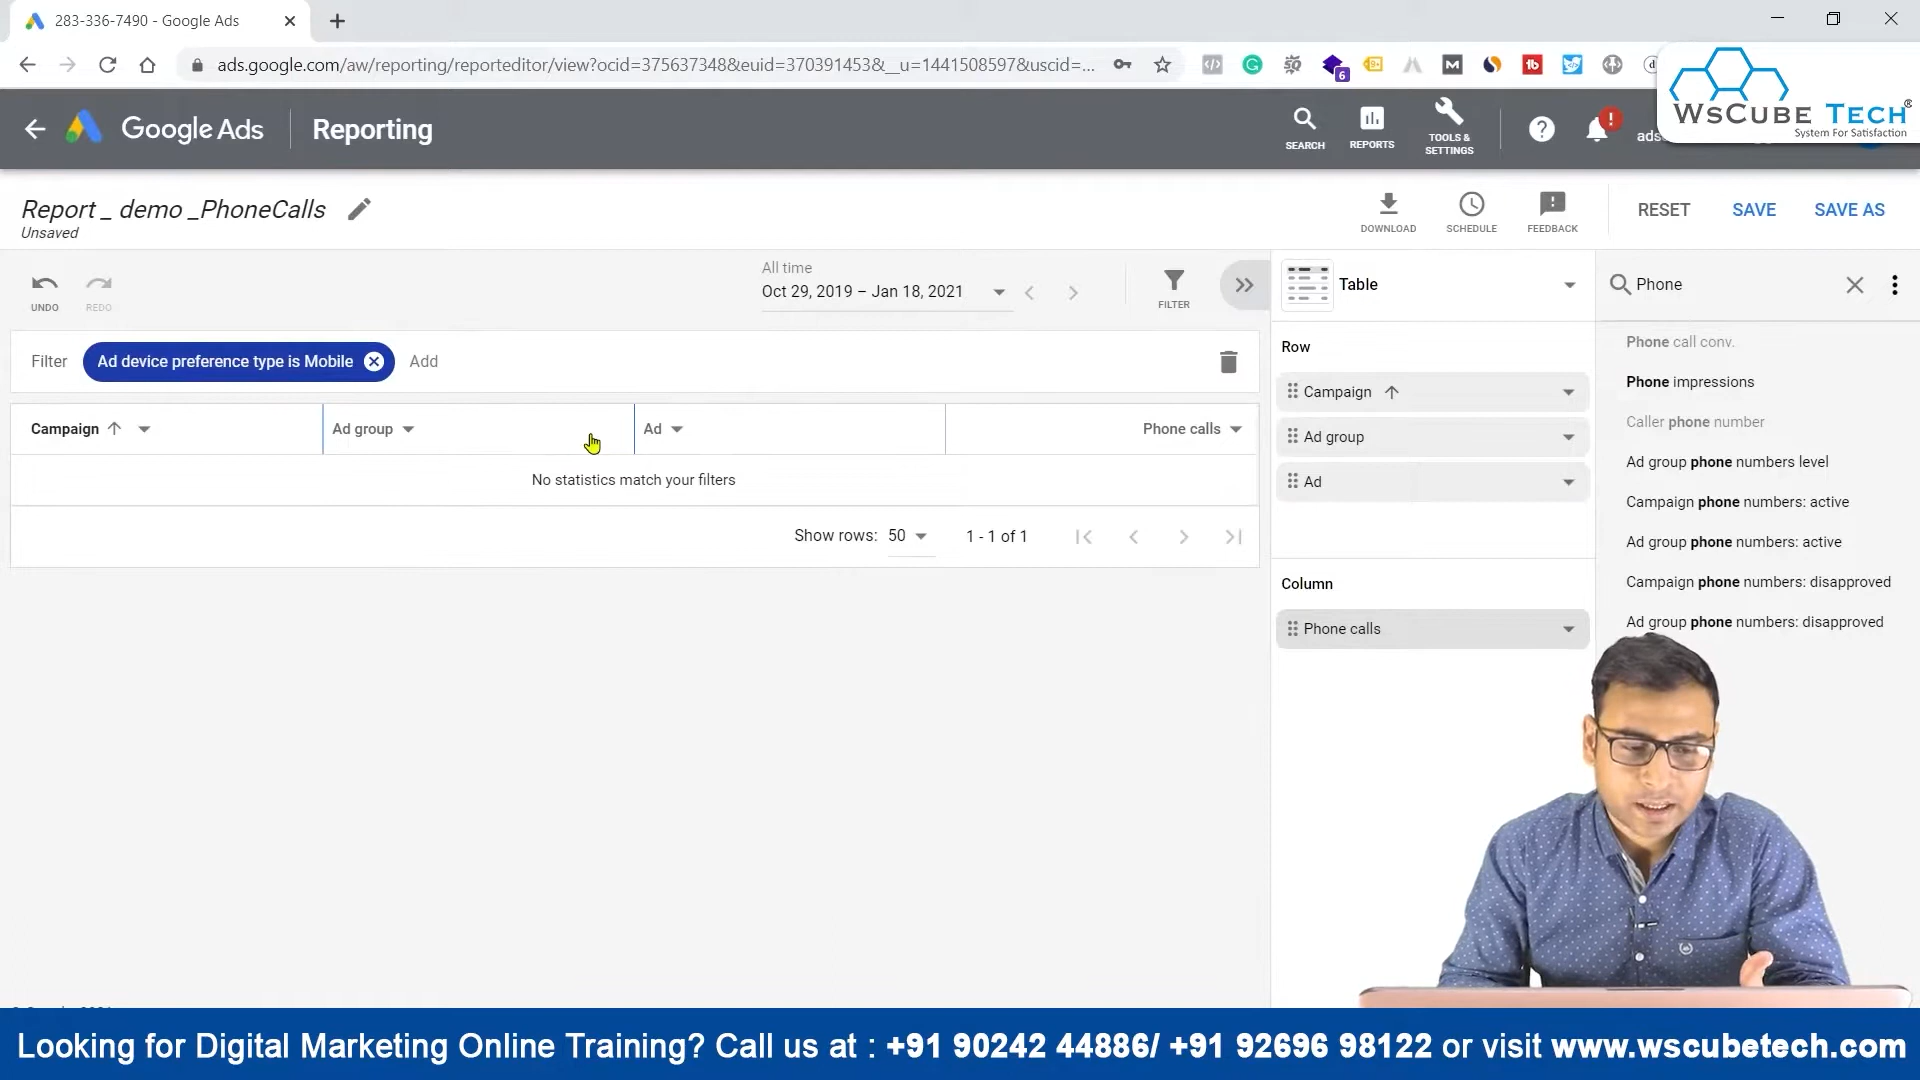 283-336-7490 - Google Ads
ads.google.com/aw/reporting/reporteditor/view?ocid=375637348&euid=370391453&__u=1441508597&uscid=...
6
WsCube Tech®
System For Satisfaction
Google Ads
Reporting
SEARCH
REPORTS
TOOLS &
SETTINGS
Report _ demo _PhoneCalls
Unsaved
DOWNLOAD
SCHEDULE
FEEDBACK
RESET
SAVE
SAVE AS
UNDO
REDO
All time
Oct 29, 2019 – Jan 18, 2021
FILTER
Table
Phone
Filter
Ad device preference type is Mobile
Add
Campaign
Ad group
Ad
Phone calls
No statistics match your filters
Show rows: 50
1 - 1 of 1
Row
Campaign
Ad group
Ad
Column
Phone calls
Phone call conv.
Phone impressions
Caller phone number
Ad group phone numbers level
Campaign phone numbers: active
Ad group phone numbers: active
Campaign phone numbers: disapproved
Ad group phone numbers: disapproved
Looking for Digital Marketing Online Training? Call us at : +91 90242 44886/ +91 92696 98122 or visit www.wscubetech.com